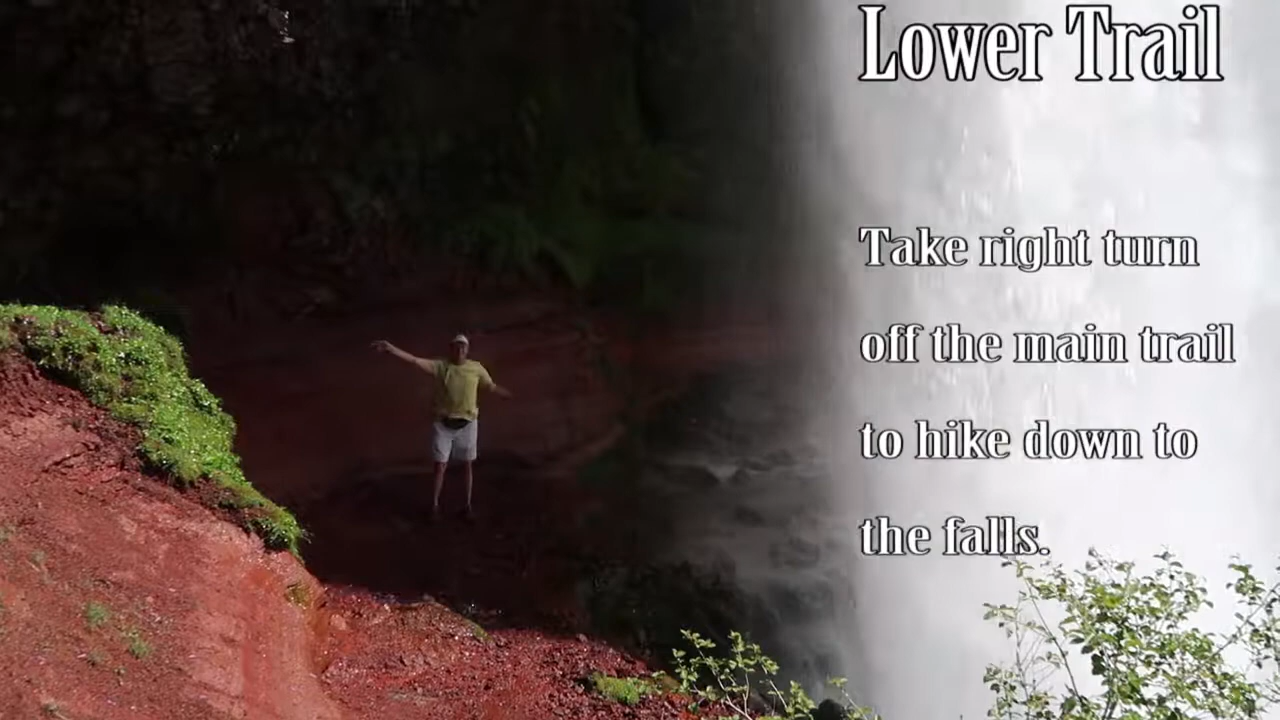 Lower Trail
Take right turn
off the main trail
to hike down to
the falls.